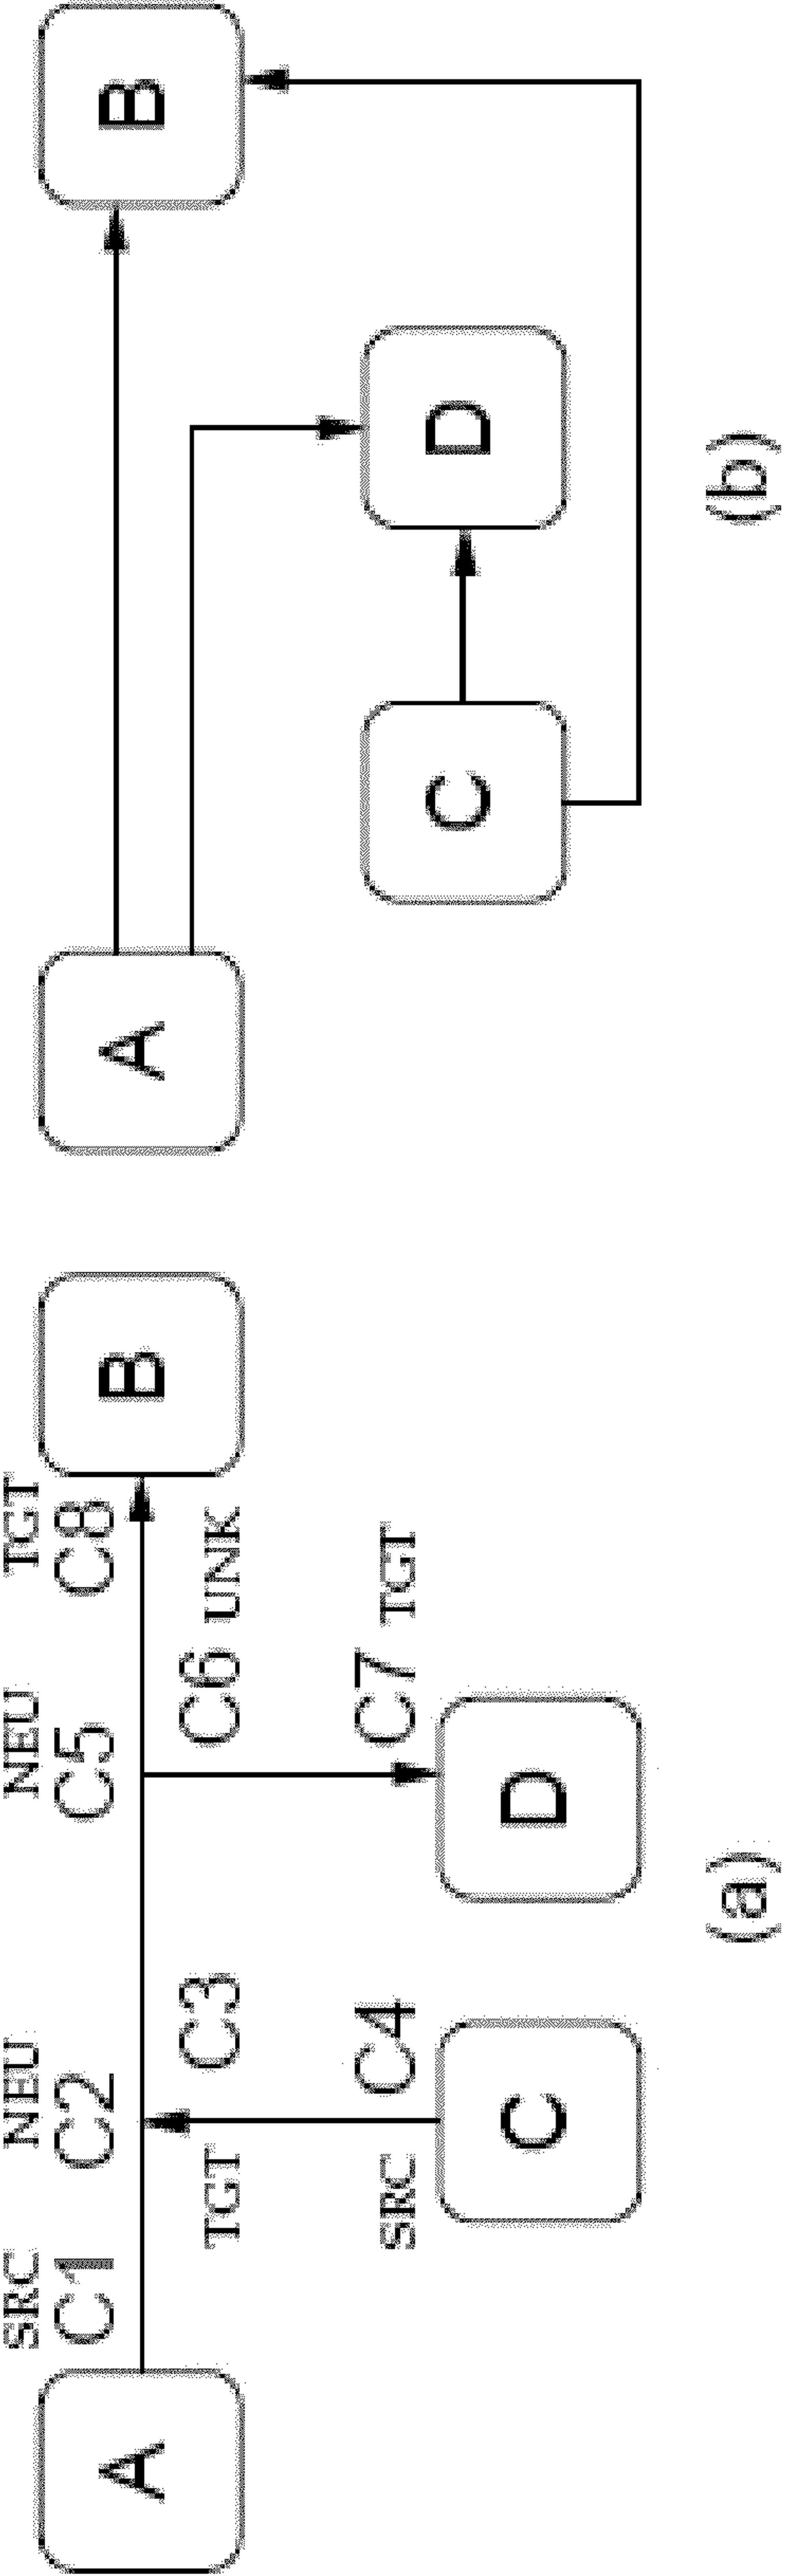 SRC NEU NEU TGT
C1 C2 C5 C8
A B A B
TGT C3 C6 UNK
SRC C4 C7 TGT
C D C D
(a) (b)